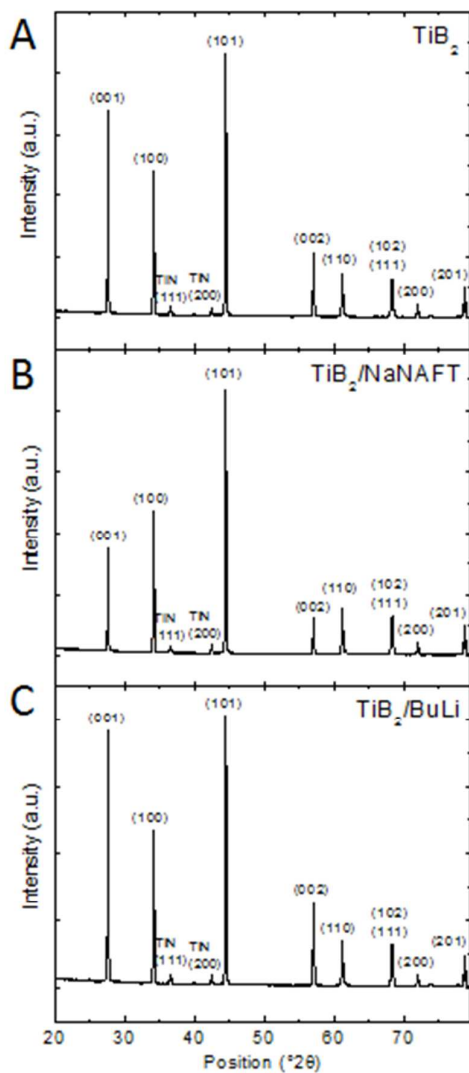 A
TiB2
(101)
(001)
(100)
TiN
(111)
TiN
(200)
(002)
(110)
(102)
(111)
(200)
(201)
Intensity (a.u.)
B
TiB2/NaNAFT
(101)
(100)
(001)
TiN
(111)
TiN
(200)
(002)
(110)
(102)
(111)
(200)
(201)
Intensity (a.u.)
C
TiB2/BuLi
(101)
(001)
(100)
TiN
(111)
TiN
(200)
(002)
(110)
(102)
(111)
(200)
(201)
Intensity (a.u.)
20 30 40 50 60 70
Position (°2θ)